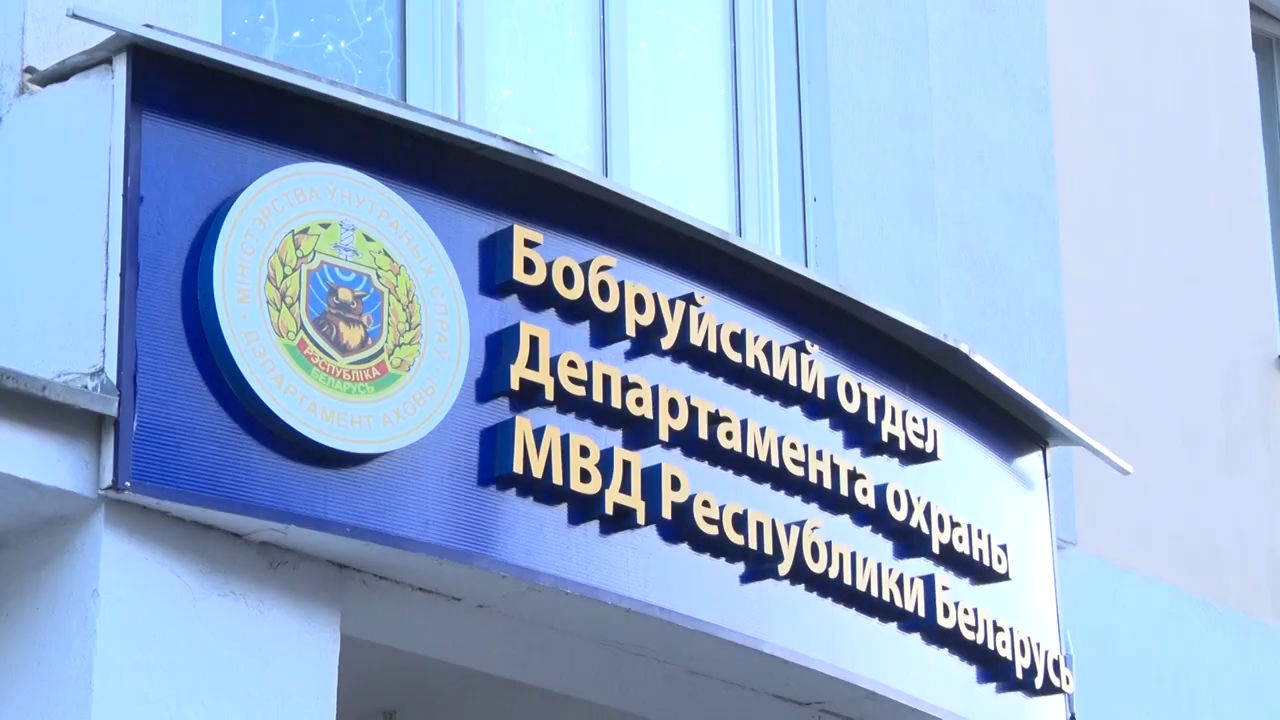 МІНІСТЭРСТВА УНУТРАНЫХ СПРАЎ
ДЭПАРТАМЕНТ АХОВЫ
РЭСПУБЛІКА
БЕЛАРУСЬ
Бобруйский отдел
Департамента охраны
МВД Республики Беларусь